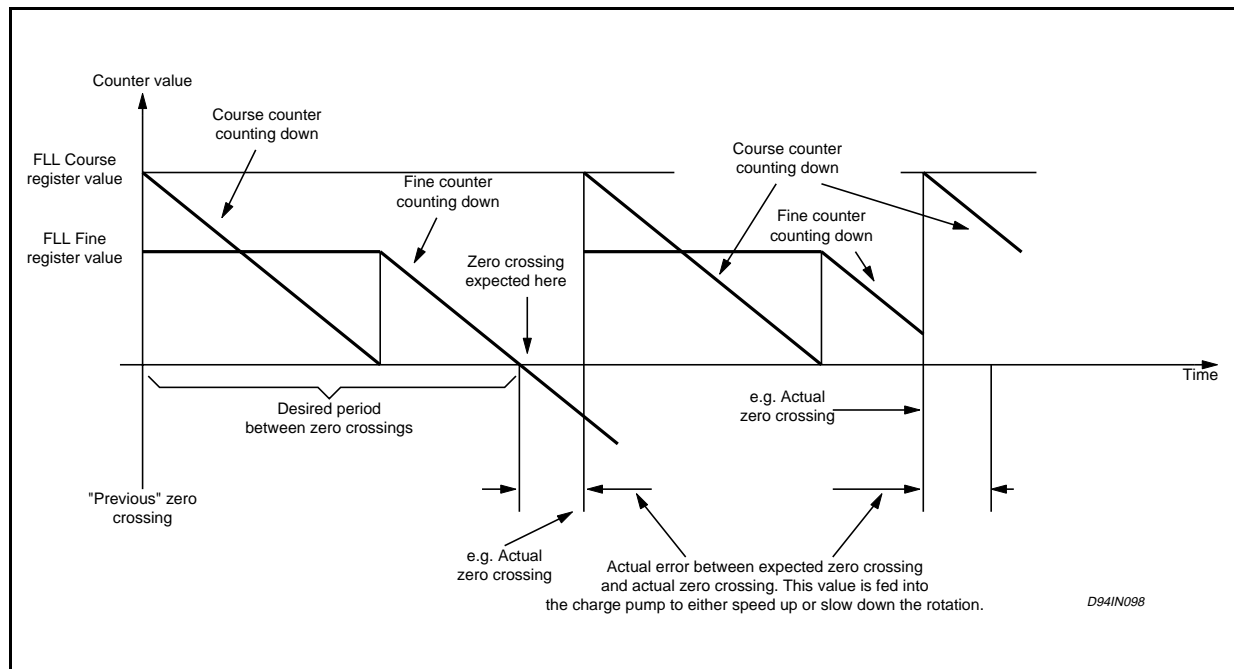 Counter value
Course counter
counting down
FLL Course
register value
Fine counter
counting down
FLL Fine
register value
Zero crossing
expected here
Course counter
counting down
Fine counter
counting down
Time
Desired period
between zero crossings
e.g. Actual
zero crossing
"Previous" zero
crossing
e.g. Actual
zero crossing
Actual error between expected zero crossing
and actual zero crossing. This value is fed into
the charge pump to either speed up or slow down the rotation.
D94IN098